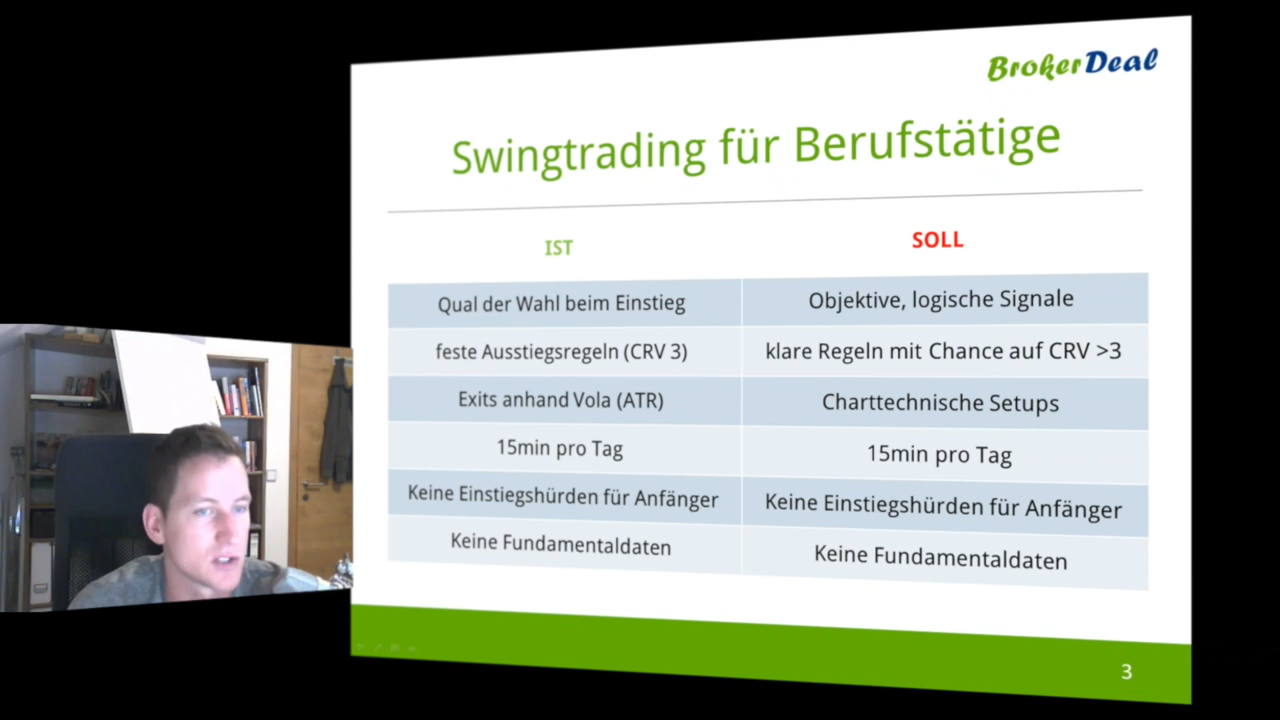 BrokerDeal
Swingtrading für Berufstätige
IST SOLL
Qual der Wahl beim Einstieg Objektive, logische Signale
feste Ausstiegsregeln (CRV 3) klare Regeln mit Chance auf CRV >3
Exits anhand Vola (ATR) Charttechnische Setups
15min pro Tag 15min pro Tag
Keine Einstiegshürden für Anfänger Keine Einstiegshürden für Anfänger
Keine Fundamentaldaten Keine Fundamentaldaten
3